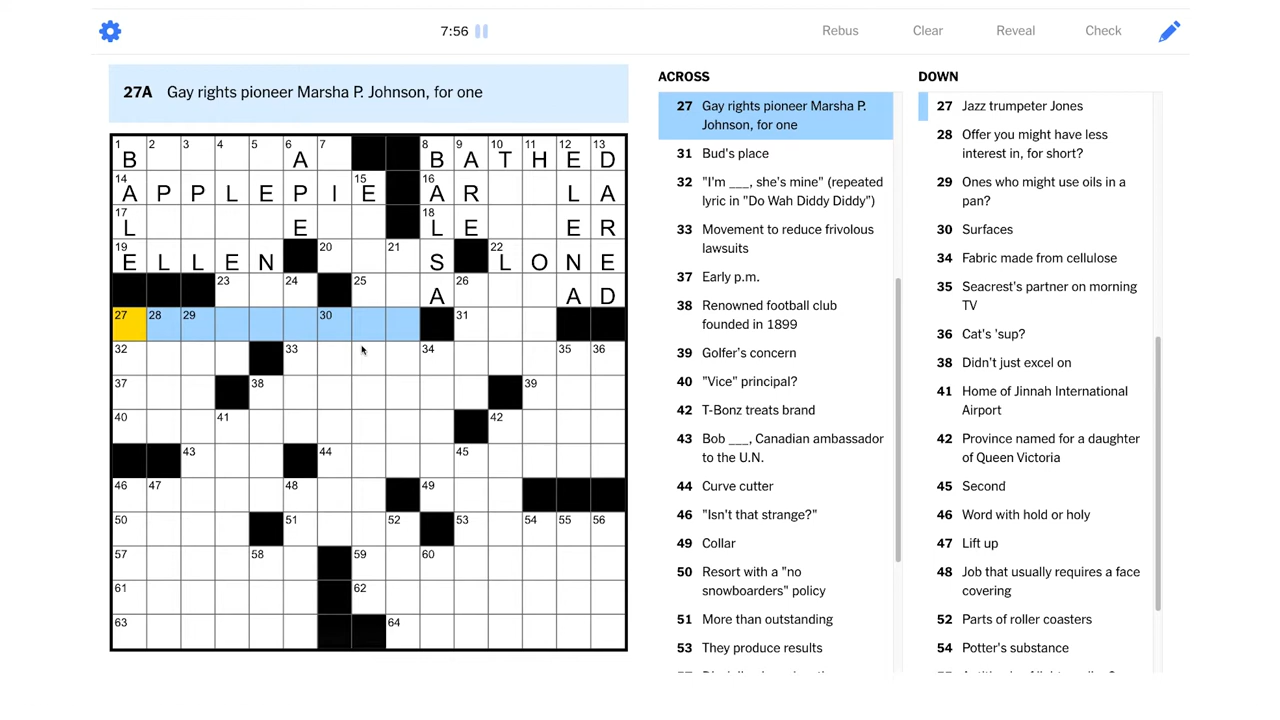 7:56
Rebus
Clear
Reveal
Check
27A Gay rights pioneer Marsha P. Johnson, for one
1 2 3 4 5 6 7 8 9 10 11 12 13
B A B A T H E D
14 15 16
A P P L E P I E A R L A
17 18
L E L E E R
19 20 21 22
E L L E N S L O N E
23 24 25 26
A A D
27 28 29 30 31
32 33 34 35 36
37 38 39
40 41 42
43 44 45
46 47 48 49
50 51 52 53 54 55 56
57 58 59 60
61 62
63 64
ACROSS
27 Gay rights pioneer Marsha P.
Johnson, for one
31 Bud's place
32 "I'm ___, she's mine" (repeated
lyric in "Do Wah Diddy Diddy")
33 Movement to reduce frivolous
lawsuits
37 Early p.m.
38 Renowned football club
founded in 1899
39 Golfer's concern
40 "Vice" principal?
42 T-Bonz treats brand
43 Bob ___, Canadian ambassador
to the U.N.
44 Curve cutter
46 "Isn't that strange?"
49 Collar
50 Resort with a "no
snowboarders" policy
51 More than outstanding
53 They produce results
DOWN
27 Jazz trumpeter Jones
28 Offer you might have less
interest in, for short?
29 Ones who might use oils in a
pan?
30 Surfaces
34 Fabric made from cellulose
35 Seacrest's partner on morning
TV
36 Cat's 'sup?
38 Didn't just excel on
41 Home of Jinnah International
Airport
42 Province named for a daughter
of Queen Victoria
45 Second
46 Word with hold or holy
47 Lift up
48 Job that usually requires a face
covering
52 Parts of roller coasters
54 Potter's substance